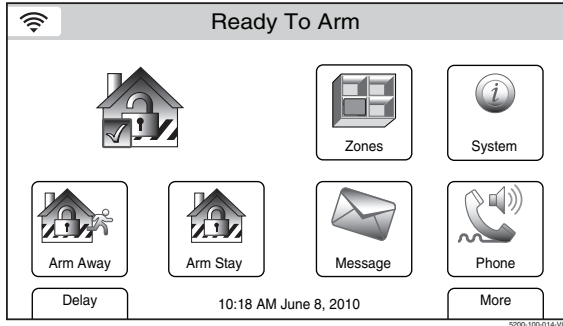 Ready To Arm
Zones
System
Arm Away
Arm Stay
Message
Phone
Delay
10:18 AM June 8, 2010
More